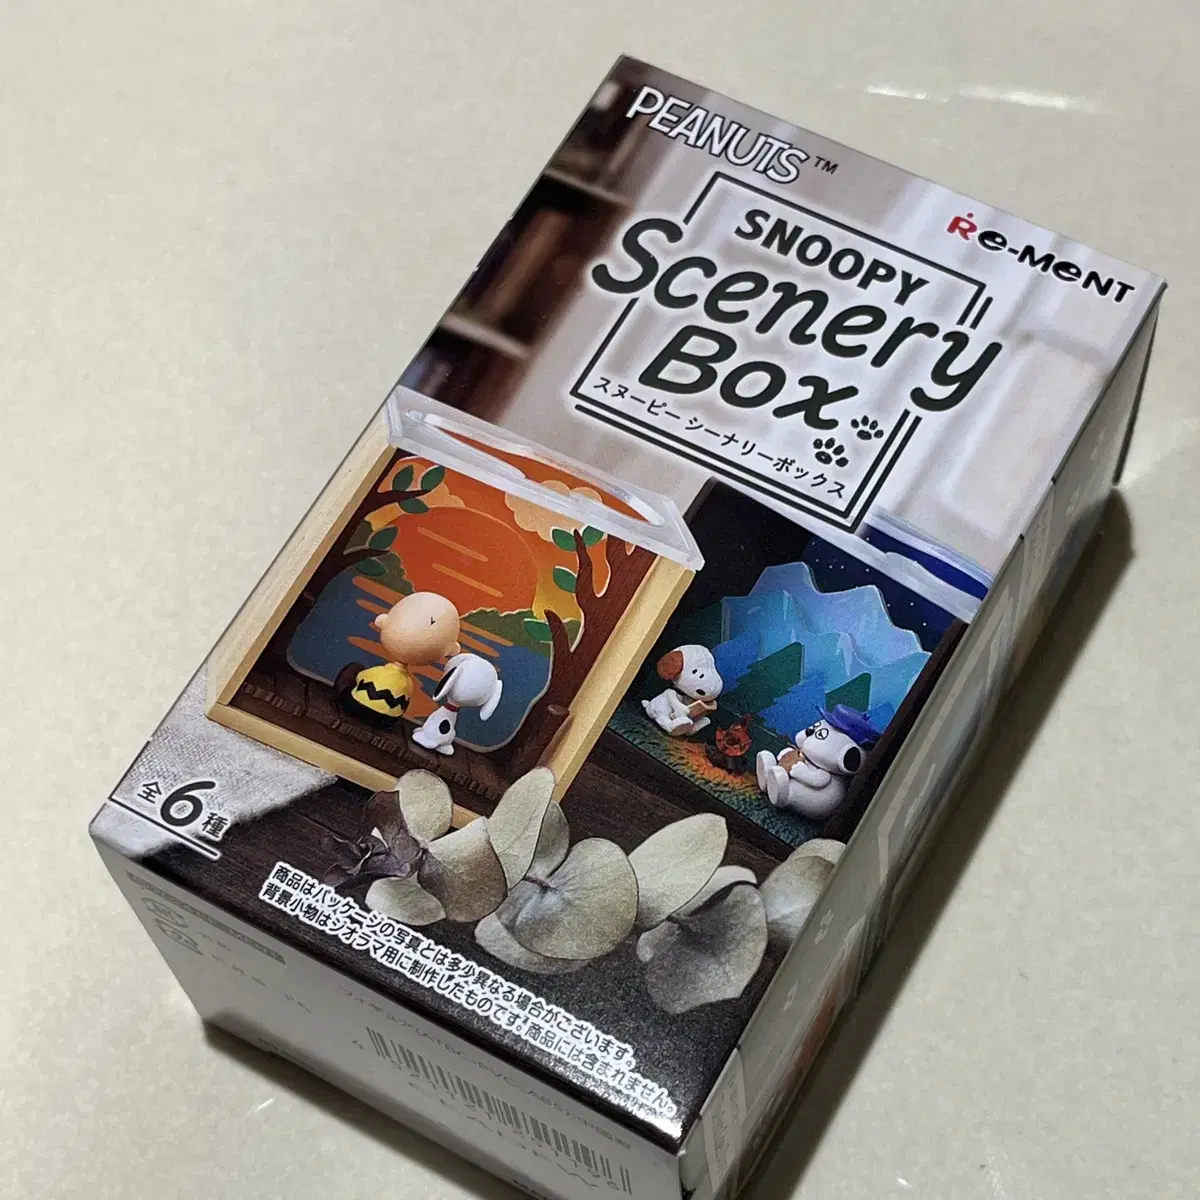 PEANUTS™
Re-MeNT
SNOOPY
Scenery
Box
スヌーピー シーナリーボックス
全6種
商品はパッケージの写真とは多少異なる場合がございます。
背景小物はジオラマ用に制作したものです。商品には含まれません。